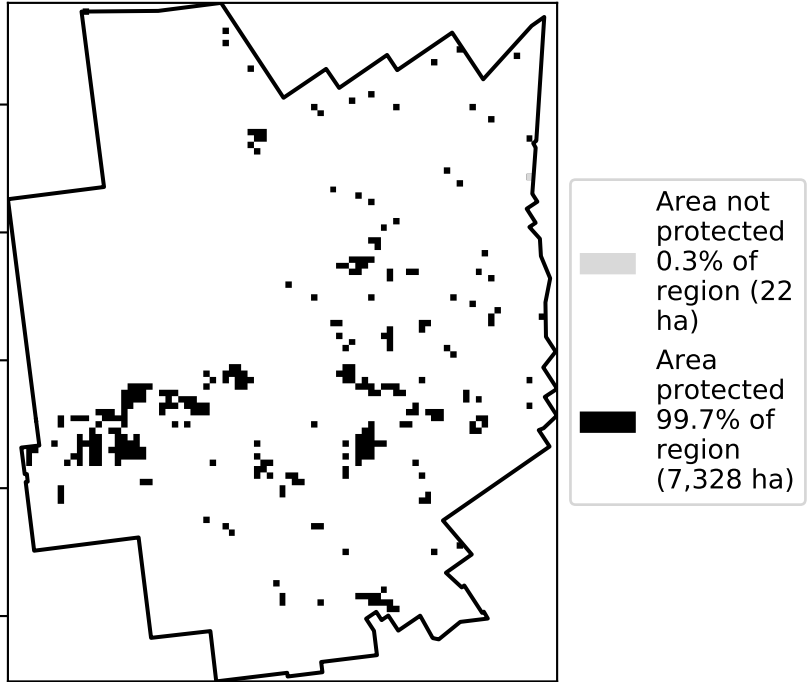 Area not
protected
0.3% of
region (22
ha)
Area
protected
99.7% of
region
(7,328 ha)